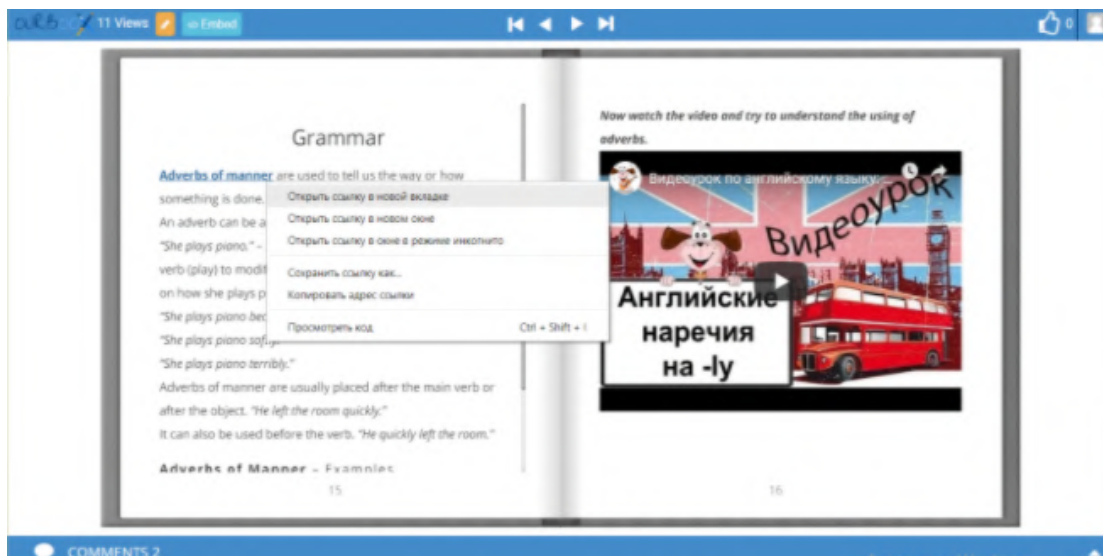 ourboox 11 Views Embed 0
Grammar
Adverbs of manner are used to tell us the way or how
something is done.
An adverb can be a
"She plays piano." –
verb (play) to modif
on how she plays p
"She plays piano bea
"She plays piano softly."
"She plays piano terribly."
Adverbs of manner are usually placed after the main verb or
after the object. "He left the room quickly."
It can also be used before the verb. "He quickly left the room."
Adverbs of Manner – Examples
15
Открыть ссылку в новой вкладке
Открыть ссылку в новом окне
Открыть ссылку в окне в режиме инкогнито
Сохранить ссылку как...
Копировать адрес ссылки
Просмотреть код Ctrl + Shift + I
Now watch the video and try to understand the using of
adverbs.
Видеоурок по английскому языку:
Видеоурок
Английские
наречия
на -ly
16
COMMENTS 2